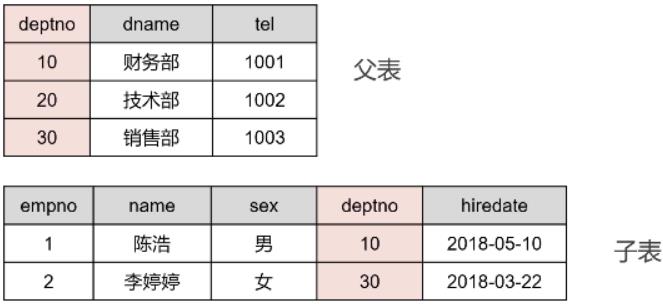 deptno dname tel
10 财务部 1001
20 技术部 1002
30 销售部 1003
父表
empno name sex deptno hiredate
1 陈浩 男 10 2018-05-10
2 李婷婷 女 30 2018-03-22
子表